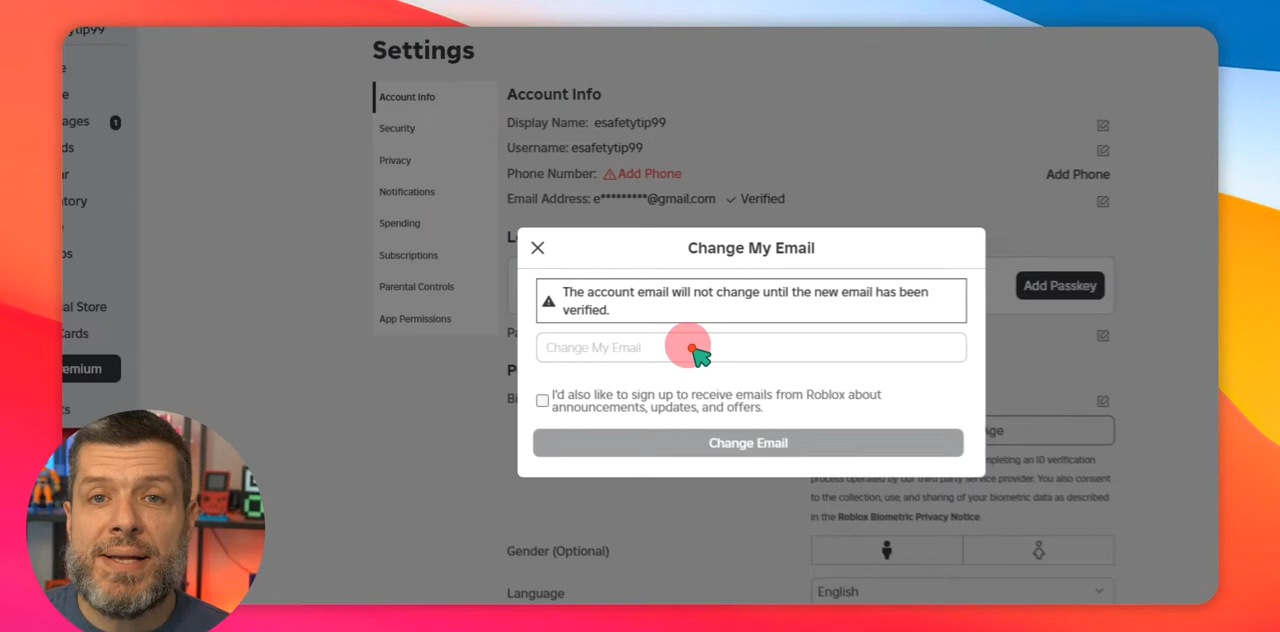 Settings
Account Info
Security
Privacy
Notifications
Spending
Subscriptions
Parental Controls
App Permissions
Account Info
Display Name: esafetytip99
Username: esafetytip99
Phone Number: Add Phone
Add Phone
Email Address: e*********@gmail.com ✓ Verified
Add Passkey
Change My Email
The account email will not change until the new email has been
verified.
Change My Email
I'd also like to sign up to receive emails from Roblox about
announcements, updates, and offers.
Change Email
process operated by our third party service provider. You also consent
to the collection, use, and sharing of your biometric data as described
in the Roblox Biometric Privacy Notice.
Gender (Optional)
Language
English
1